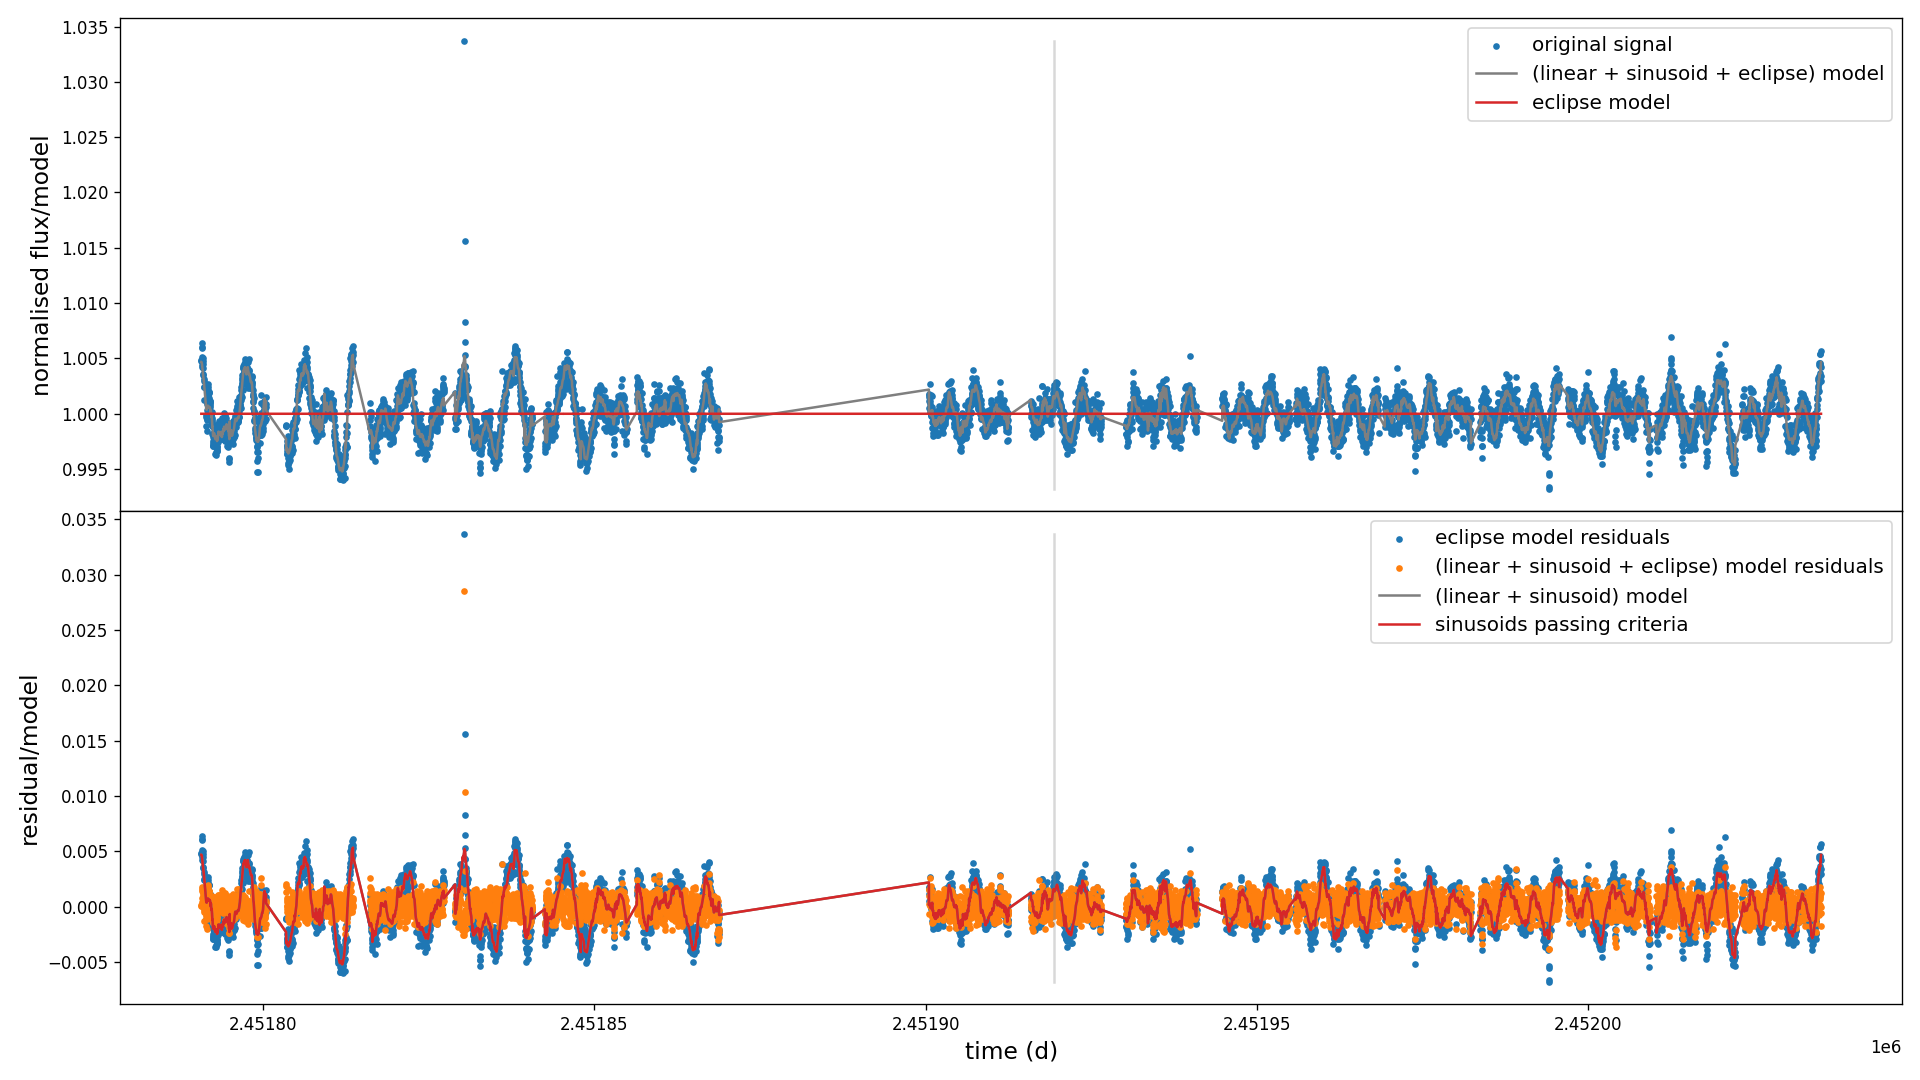 normalised flux/model
1.035
1.030
1.025
1.020
1.015
1.010
1.005
1.000
0.995
original signal
(linear + sinusoid + eclipse) model
eclipse model
residual/model
0.035
0.030
0.025
0.020
0.015
0.010
0.005
0.000
−0.005
eclipse model residuals
(linear + sinusoid + eclipse) model residuals
(linear + sinusoid) model
sinusoids passing criteria
2.45180
2.45185
2.45190
2.45195
2.45200
time (d)
1e6